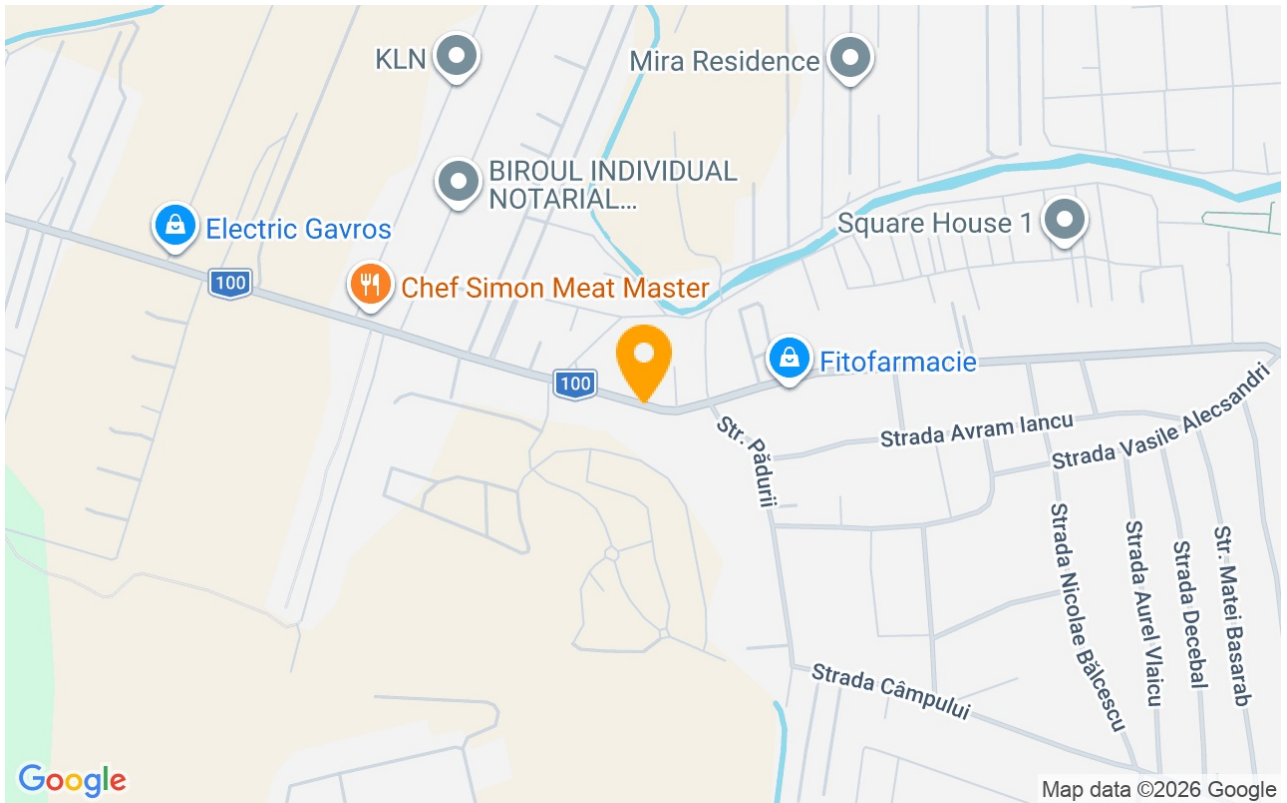 KLN
Mira Residence
BIROUL INDIVIDUAL
NOTARIAL...
Electric Gavros
Square House 1
100
Chef Simon Meat Master
100
Fitofarmacie
Str. Pădurii
Strada Avram Iancu
Strada Vasile Alecsandri
Strada Nicolae Bălcescu
Strada Aurel Vlaicu
Strada Decebal
Str. Matei Basarab
Strada Câmpului
Google
Map data ©2026 Google